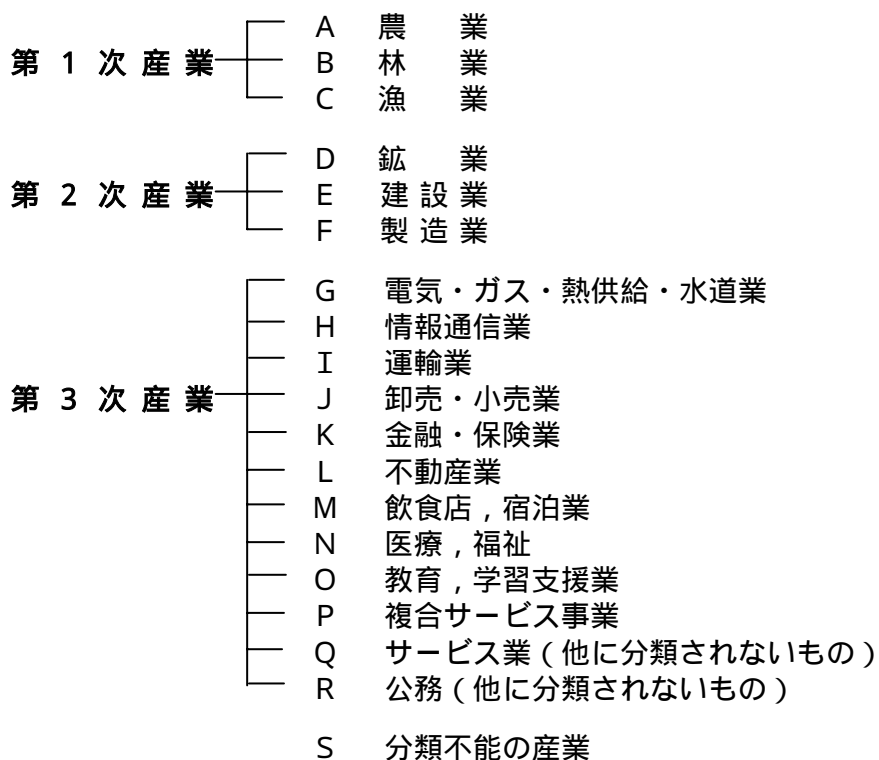 A 農 業
第 1 次 産 業 B 林 業
C 漁 業
D 鉱 業
第 2 次 産 業 E 建 設 業
F 製 造 業
G 電気・ガス・熱供給・水道業
H 情報通信業
I 運輸業
第 3 次 産 業 J 卸売・小売業
K 金融・保険業
L 不動産業
M 飲食店,宿泊業
N 医療,福祉
O 教育,学習支援業
P 複合サービス事業
Q サービス業(他に分類されないもの)
R 公務(他に分類されないもの)
S 分類不能の産業